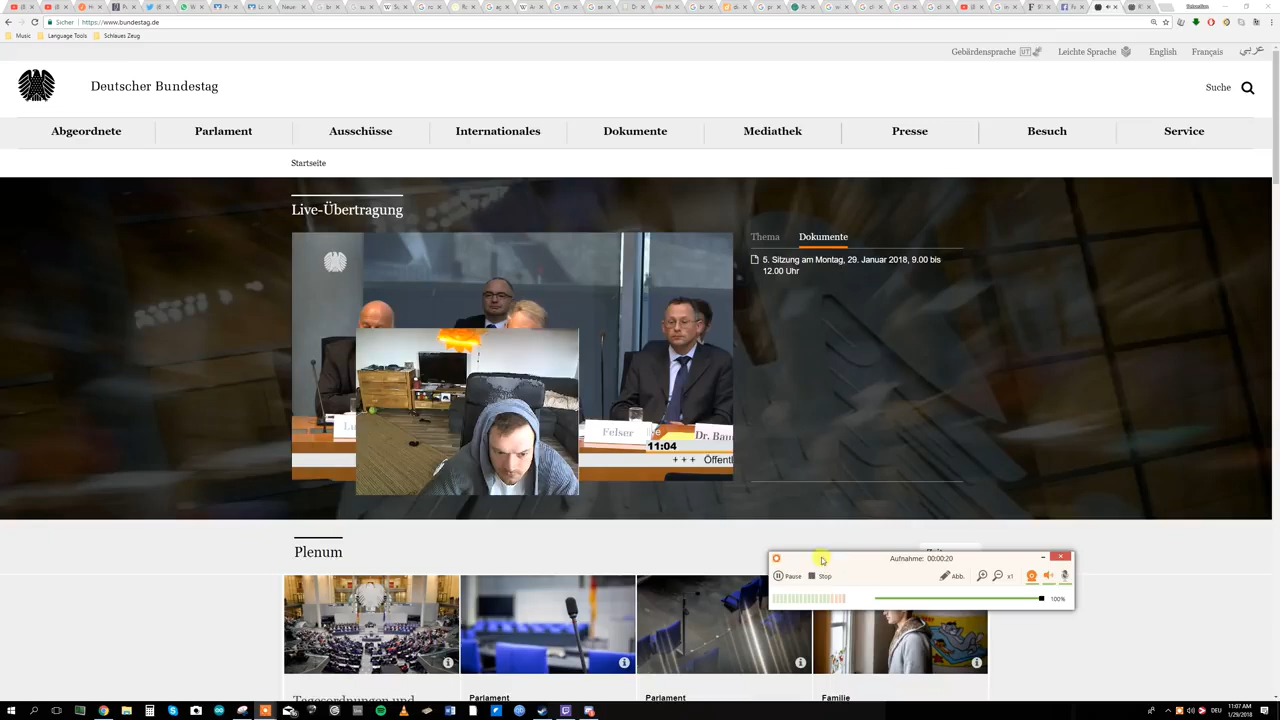 Sicher
https://www.bundestag.de
Music
Language Tools
Schlaues Zeug
Gebärdensprache
Leichte Sprache
English
Français
عربي
Deutscher Bundestag
Suche
Abgeordnete
Parlament
Ausschüsse
Internationales
Dokumente
Mediathek
Presse
Besuch
Service
Startseite
Live-Übertragung
Thema
Dokumente
5. Sitzung am Montag, 29. Januar 2018, 9.00 bis
12.00 Uhr
Felser
Dr. Bau
11:04
+ + + Öffentl
Plenum
Aufnahme: 00:00:20
Pause
Stop
Abb.
x1
100%
Tagesordnungen und
Parlament
Parlament
Familie
DEU
11:07 AM
1/29/2018